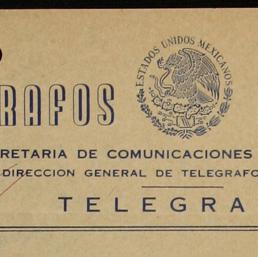 ESTADOS UNIDOS MEXICANOS
RAFOS
RETARIA DE COMUNICACIONES
DIRECCION GENERAL DE TELEGRAFO
TELEGRA